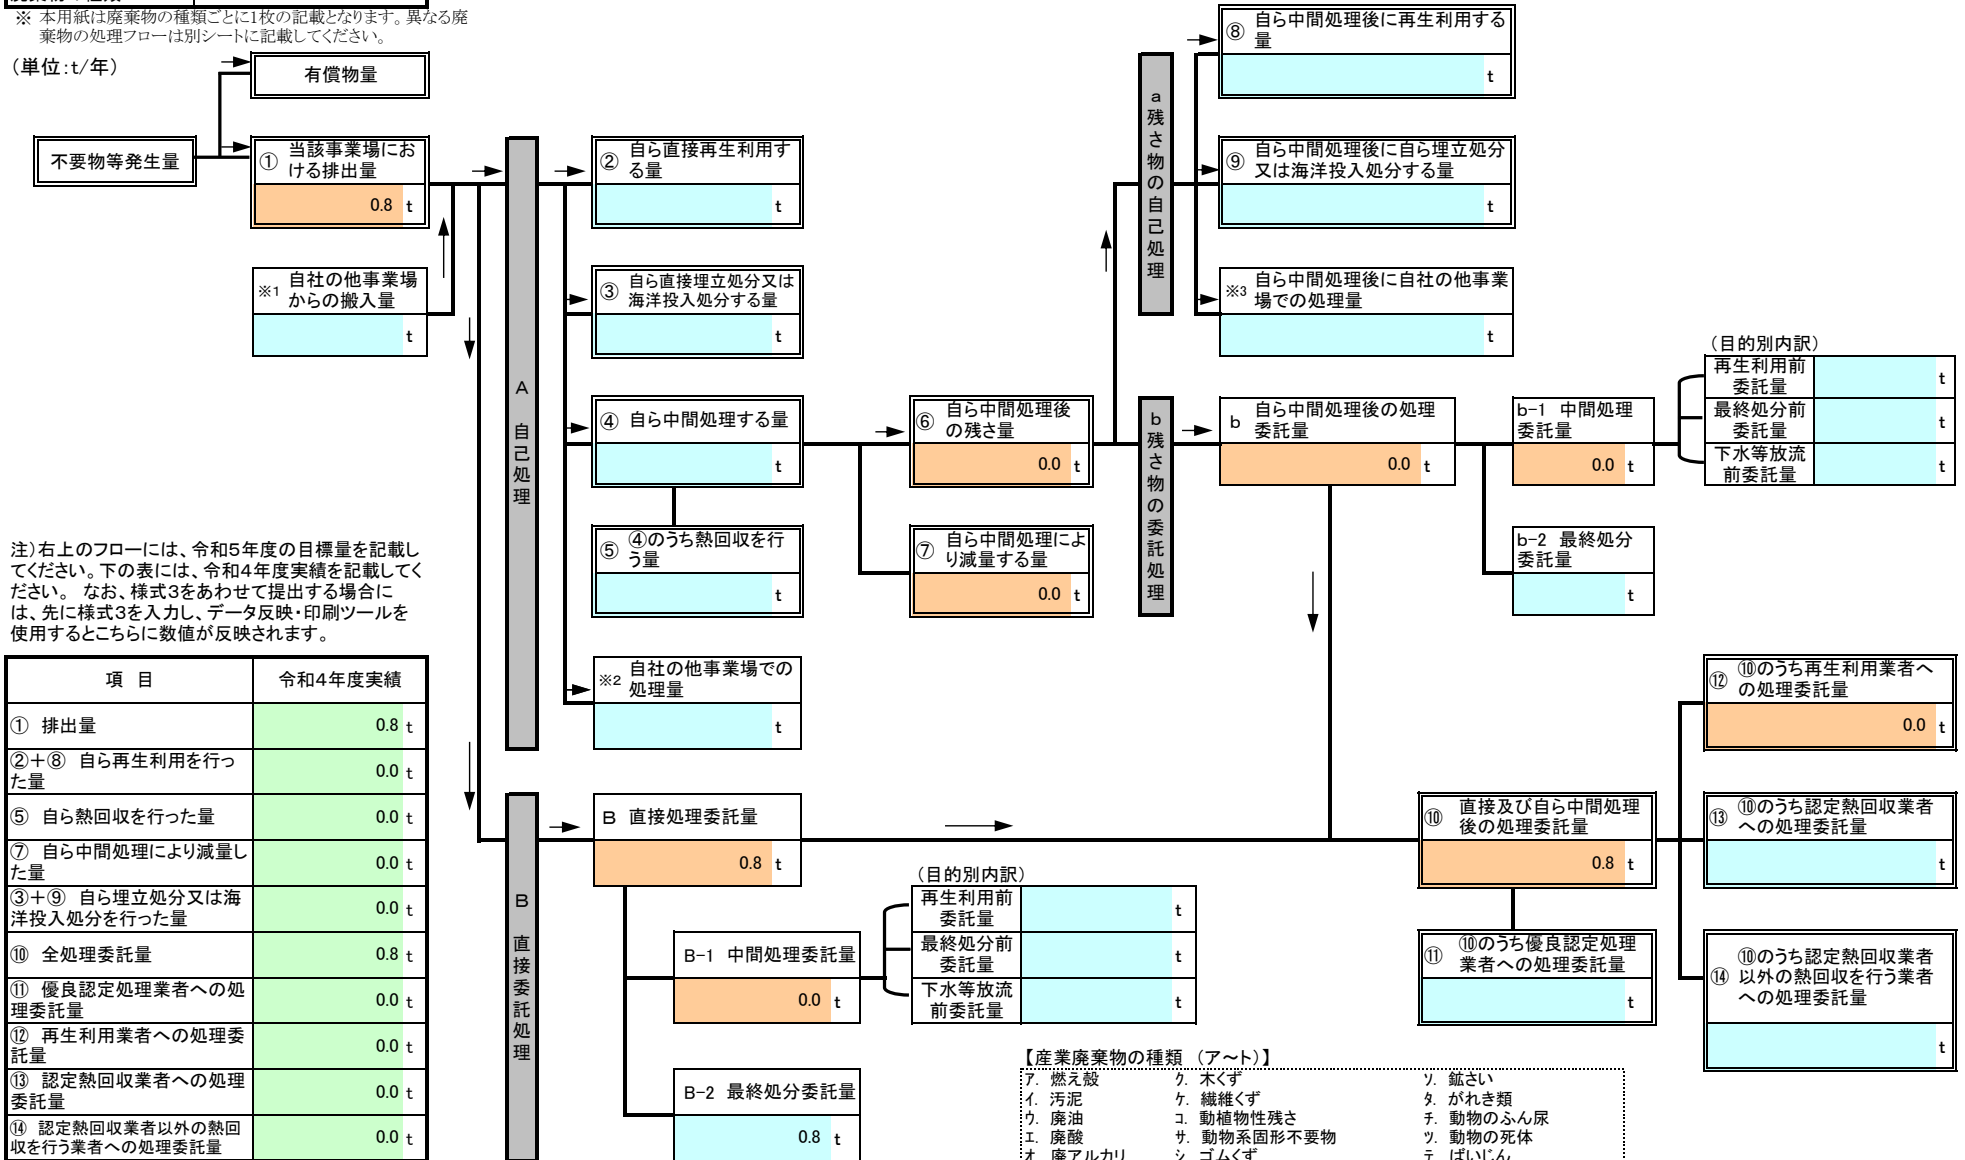 ※ 本用紙は廃棄物の種類ごとに1枚の記載となります。異なる廃
棄物の処理フローは別シートに記載してください。
（単位:t/年）
有償物量
不要物等発生量
① 当該事業場にお
ける排出量
0.8 t
※1 自社の他事業場
からの搬入量
t
A 自己処理
② 自ら直接再生利用す
る量
t
③ 自ら直接埋立処分又は
海洋投入処分する量
t
④ 自ら中間処理する量
t
⑤ ④のうち熱回収を行
う量
t
※2 自社の他事業場での
処理量
t
⑥ 自ら中間処理後
の残さ量
0.0 t
⑦ 自ら中間処理によ
り減量する量
0.0 t
a 残さ物の自己処理
⑧ 自ら中間処理後に再生利用する
量
t
⑨ 自ら中間処理後に自ら埋立処分
又は海洋投入処分する量
t
※3 自ら中間処理後に自社の他事業
場での処理量
t
b 残さ物の委託処理
b 自ら中間処理後の処理
委託量
0.0 t
b-1 中間処理
委託量
0.0 t
（目的別内訳）
再生利用前
委託量
t
最終処分前
委託量
t
下水等放流
前委託量
t
b-2 最終処分
委託量
t
注）右上のフローには、令和５年度の目標量を記載し
てください。下の表には、令和４年度実績を記載してく
ださい。 なお、様式３をあわせて提出する場合に
は、先に様式３を入力し、データ反映・印刷ツールを
使用するとこちらに数値が反映されます。
項 目 令和４年度実績
① 排出量 0.8 t
②＋⑧ 自ら再生利用を行っ
た量 0.0 t
⑤ 自ら熱回収を行った量 0.0 t
⑦ 自ら中間処理により減量し
た量 0.0 t
③＋⑨ 自ら埋立処分又は海
洋投入処分を行った量 0.0 t
⑩ 全処理委託量 0.8 t
⑪ 優良認定処理業者への処
理委託量 0.0 t
⑫ 再生利用業者への処理委
託量 0.0 t
⑬ 認定熱回収業者への処理
委託量 0.0 t
⑭ 認定熱回収業者以外の熱回
収を行う業者への処理委託量 0.0 t
B 直接委託処理
B 直接処理委託量
0.8 t
B-1 中間処理委託量
0.0 t
（目的別内訳）
再生利用前
委託量
t
最終処分前
委託量
t
下水等放流
前委託量
t
B-2 最終処分委託量
0.8 t
⑩ 直接及び自ら中間処理
後の処理委託量
0.8 t
⑪ ⑩のうち優良認定処理
業者への処理委託量
t
⑫ ⑩のうち再生利用業者へ
の処理委託量
0.0 t
⑬ ⑩のうち認定熱回収業者
への処理委託量
t
⑭ ⑩のうち認定熱回収業者
以外の熱回収を行う業者
への処理委託量
t
【産業廃棄物の種類 （ア～ト）】
ア. 燃え殻 ク. 木くず ソ. 鉱さい
イ. 汚泥 ケ. 繊維くず タ. がれき類
ウ. 廃油 コ. 動植物性残さ チ. 動物のふん尿
エ. 廃酸 サ. 動物系固形不要物 ツ. 動物の死体
オ. 廃アルカリ シ. ゴムくず テ. ばいじん